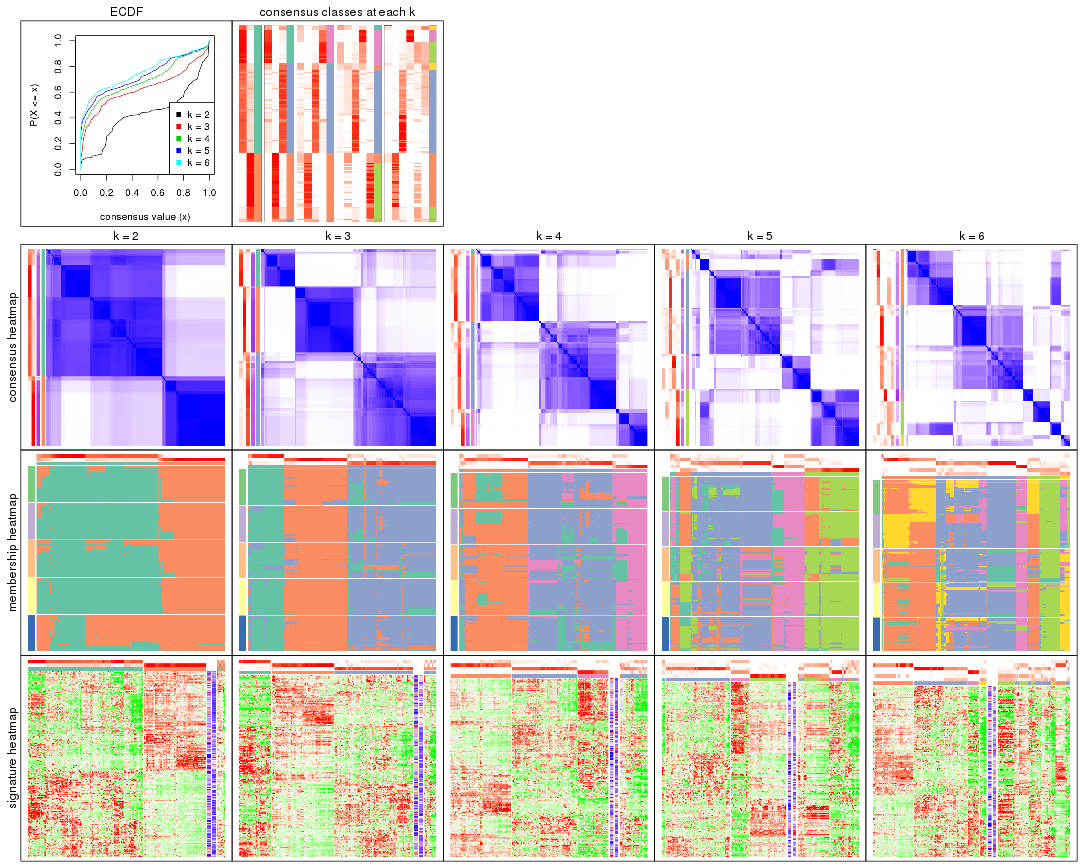 ECDF
consensus classes at each k
P(X <= x)
0.0 0.2 0.4 0.6 0.8 1.0
k = 2
k = 3
k = 4
k = 5
k = 6
0.0 0.2 0.4 0.6 0.8 1.0
consensus value (x)
k = 2
k = 3
k = 4
k = 5
k = 6
consensus heatmap
membership heatmap
signature heatmap